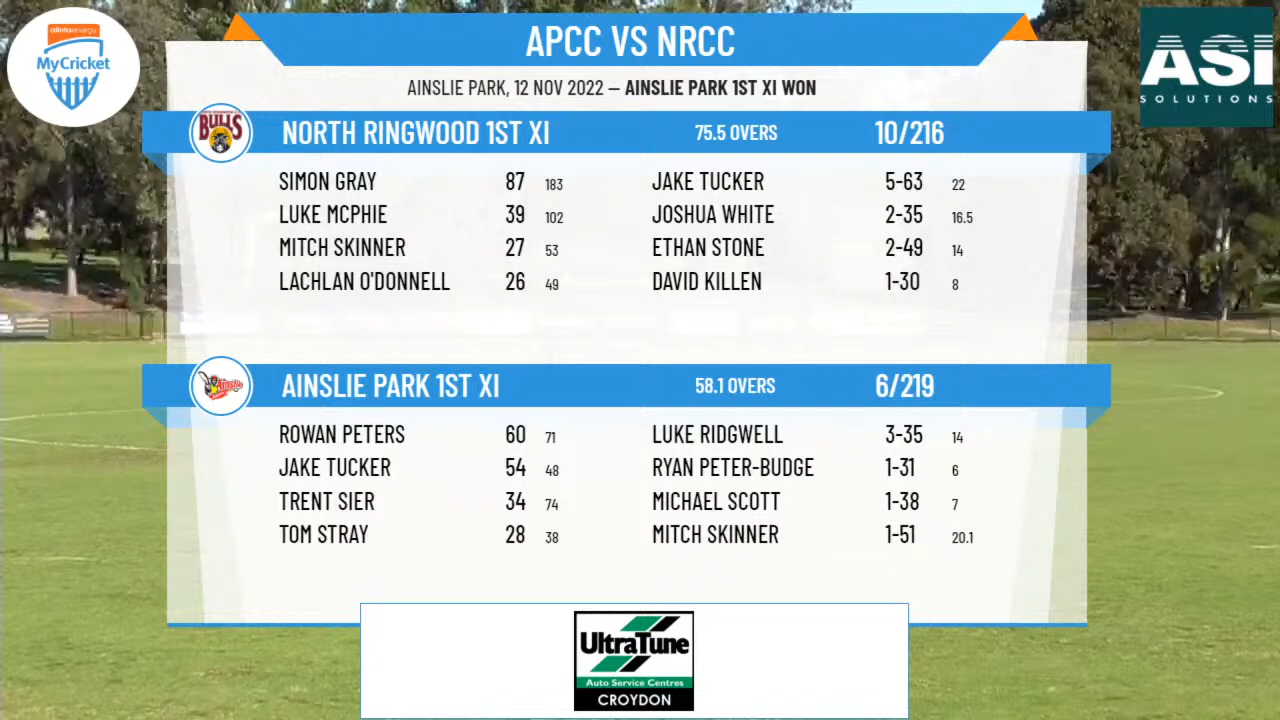 alintaenergy
MyCricket
APCC VS NRCC
ASI
SOLUTIONS
AINSLIE PARK, 12 NOV 2022 – AINSLIE PARK 1ST XI WON
BULLS
NORTH RINGWOOD 1ST XI 75.5 OVERS 10/216
SIMON GRAY 87 183 JAKE TUCKER 5-63 22
LUKE MCPHIE 39 102 JOSHUA WHITE 2-35 16.5
MITCH SKINNER 27 53 ETHAN STONE 2-49 14
LACHLAN O'DONNELL 26 49 DAVID KILLEN 1-30 8
AINSLIE PARK 1ST XI 58.1 OVERS 6/219
ROWAN PETERS 60 71 LUKE RIDGWELL 3-35 14
JAKE TUCKER 54 48 RYAN PETER-BUDGE 1-31 6
TRENT SIER 34 74 MICHAEL SCOTT 1-38 7
TOM STRAY 28 38 MITCH SKINNER 1-51 20.1
UltraTune
Auto Service Centres
CROYDON